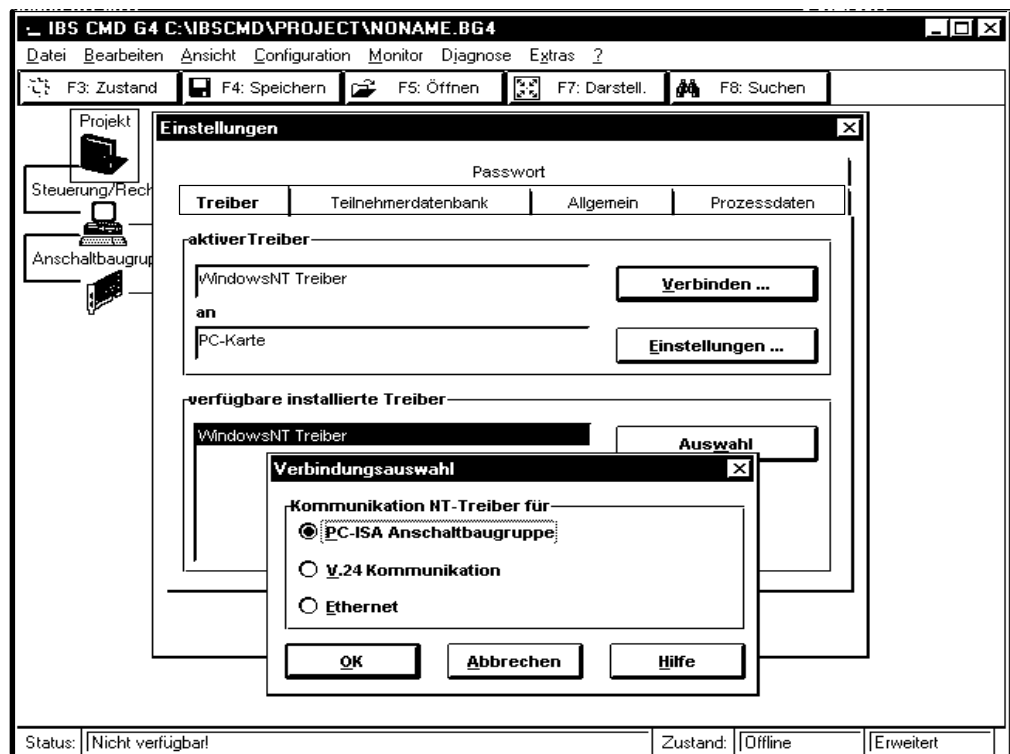 IBS CMD G4 C:\IBSCMD\PROJECT\NONAME.BG4
Datei Bearbeiten Ansicht Configuration Monitor Diagnose Extras ?
F3: Zustand F4: Speichern F5: Öffnen F7: Darstell. F8: Suchen
Projekt
Steuerung/Rech
Anschaltbaugrup
Einstellungen
Passwort
Treiber Teilnehmerdatenbank Allgemein Prozessdaten
aktiverTreiber
WindowsNT Treiber
Verbinden ...
an
PC-Karte
Einstellungen ...
verfügbare installierte Treiber
WindowsNT Treiber
Auswahl
Verbindungsauswahl
Kommunikation NT-Treiber für
PC-ISA Anschaltbaugruppe
V.24 Kommunikation
Ethernet
OK Abbrechen Hilfe
Status: Nicht verfügbar! Zustand: Offline Erweitert